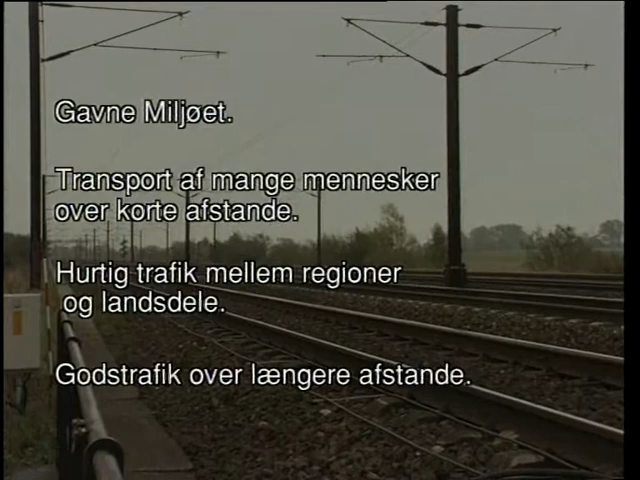 Gavne Miljøet.
Transport af mange mennesker
over korte afstande.
Hurtig trafik mellem regioner
og landsdele.
Godstrafik over længere afstande.